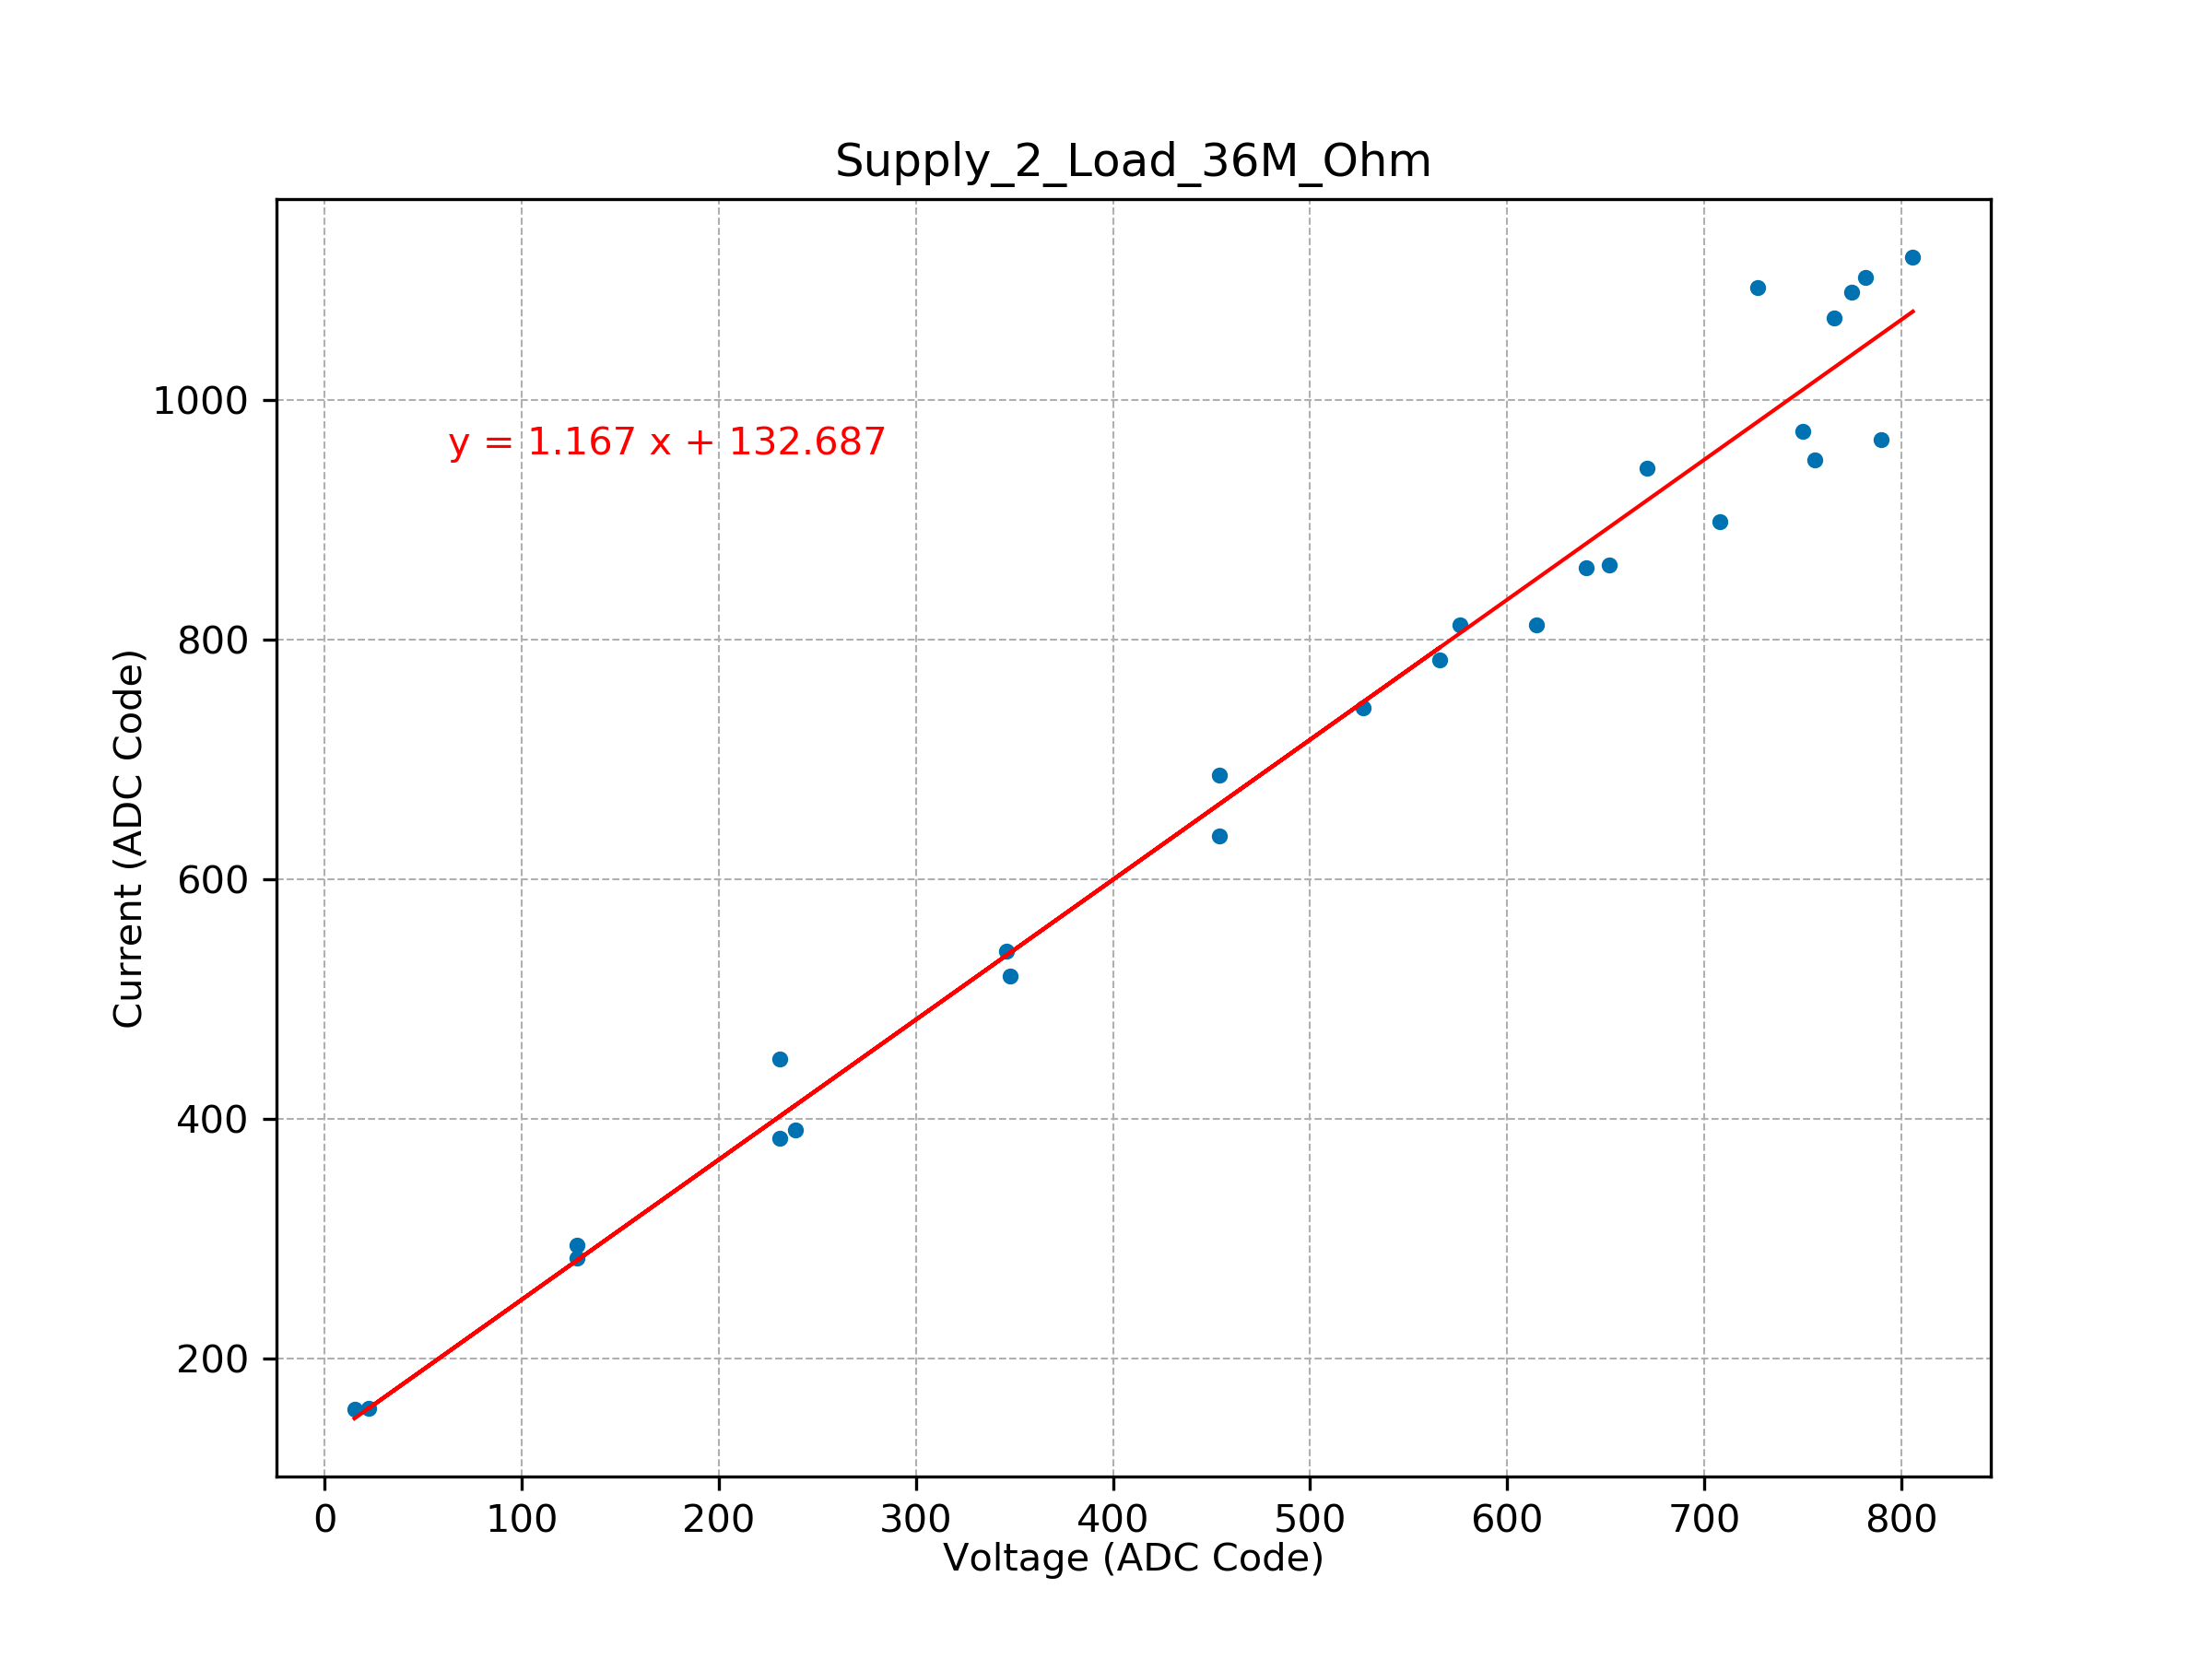 Supply_2_Load_36M_Ohm
1000
y = 1.167 x + 132.687
800
600
400
200
Current (ADC Code)
0 100 200 300 400 500 600 700 800
Voltage (ADC Code)